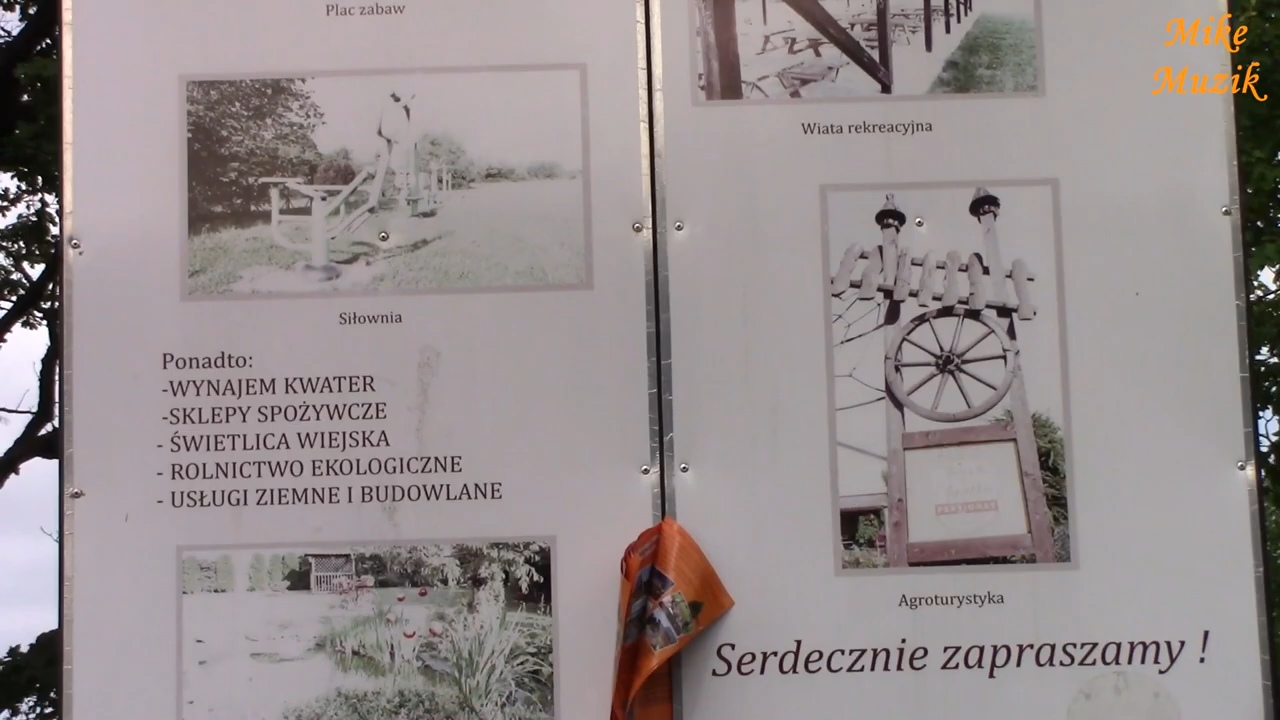 Plac zabaw
Siłownia
Ponadto:
-WYNAJEM KWATER
-SKLEPY SPOŻYWCZE
- ŚWIETLICA WIEJSKA
- ROLNICTWO EKOLOGICZNE
- USŁUGI ZIEMNE I BUDOWLANE
Wiata rekreacyjna
Agroturystyka
Serdecznie zapraszamy !
Mike
Muzik